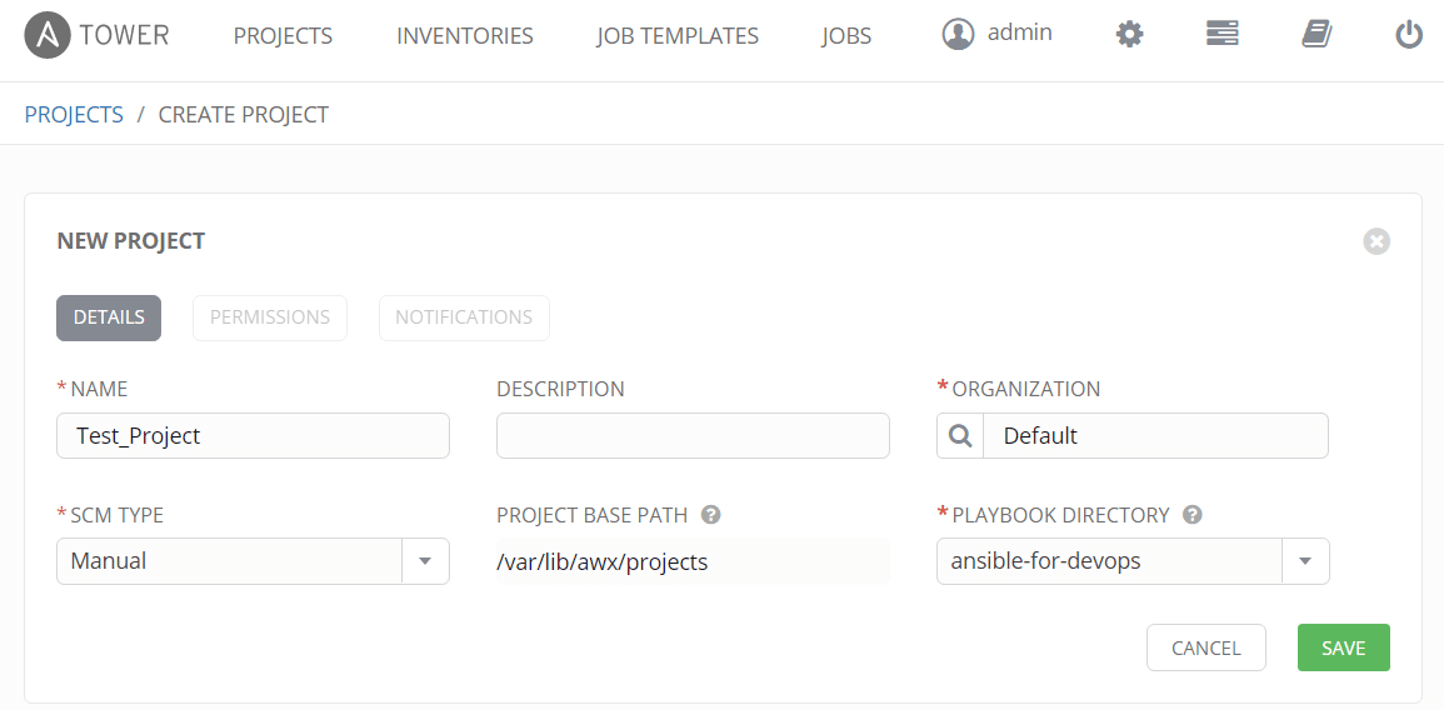 TOWER PROJECTS INVENTORIES JOB TEMPLATES JOBS admin
PROJECTS / CREATE PROJECT
NEW PROJECT
DETAILS PERMISSIONS NOTIFICATIONS
* NAME DESCRIPTION * ORGANIZATION
Test_Project Default
* SCM TYPE PROJECT BASE PATH ? * PLAYBOOK DIRECTORY ?
Manual /var/lib/awx/projects ansible-for-devops
CANCEL SAVE